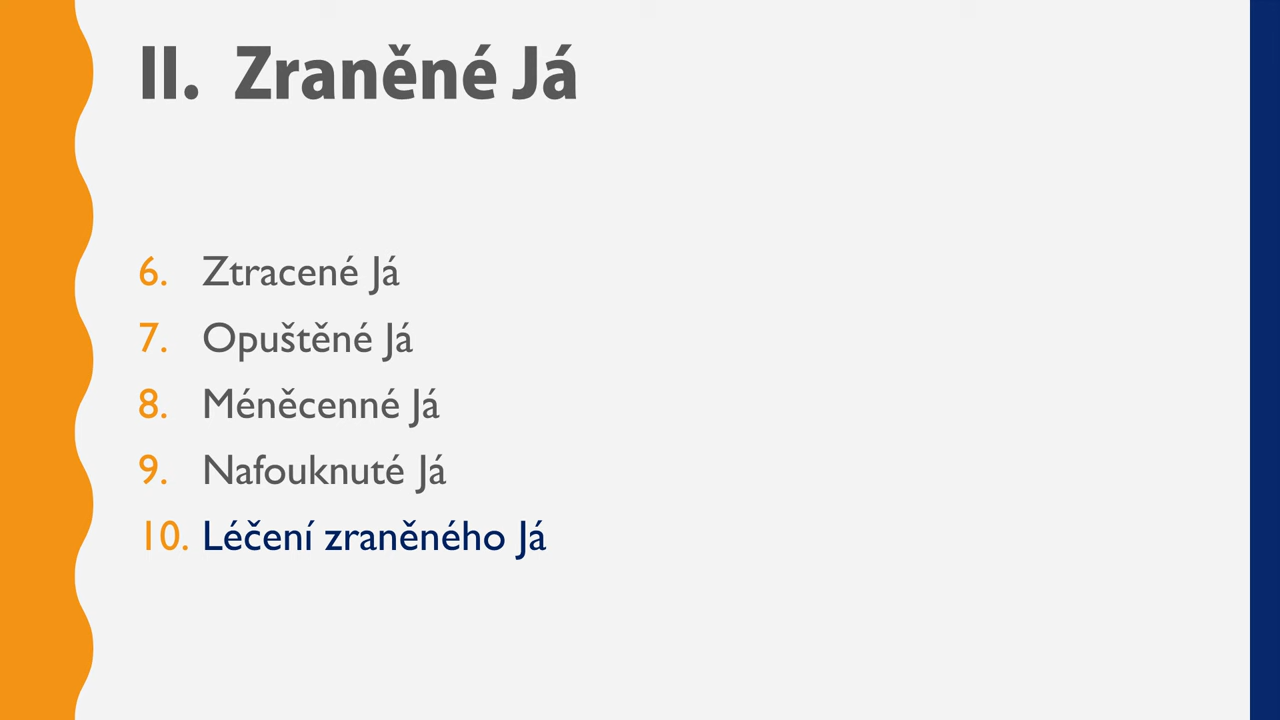 II. Zraněné Já
6. Ztracené Já
7. Opuštěné Já
8. Méněcenné Já
9. Nafouknuté Já
10. Léčení zraněného Já